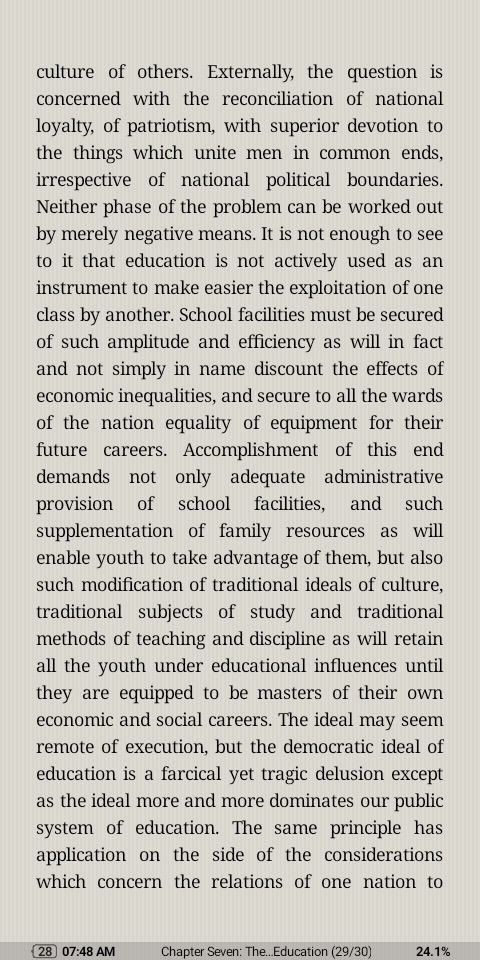 culture of others. Externally, the question is
concerned with the reconciliation of national
loyalty, of patriotism, with superior devotion to
the things which unite men in common ends,
irrespective of national political boundaries.
Neither phase of the problem can be worked out
by merely negative means. It is not enough to see
to it that education is not actively used as an
instrument to make easier the exploitation of one
class by another. School facilities must be secured
of such amplitude and efficiency as will in fact
and not simply in name discount the effects of
economic inequalities, and secure to all the wards
of the nation equality of equipment for their
future careers. Accomplishment of this end
demands not only adequate administrative
provision of school facilities, and such
supplementation of family resources as will
enable youth to take advantage of them, but also
such modification of traditional ideals of culture,
traditional subjects of study and traditional
methods of teaching and discipline as will retain
all the youth under educational influences until
they are equipped to be masters of their own
economic and social careers. The ideal may seem
remote of execution, but the democratic ideal of
education is a farcical yet tragic delusion except
as the ideal more and more dominates our public
system of education. The same principle has
application on the side of the considerations
which concern the relations of one nation to
28 07:48 AM Chapter Seven: The...Education (29/30) 24.1%